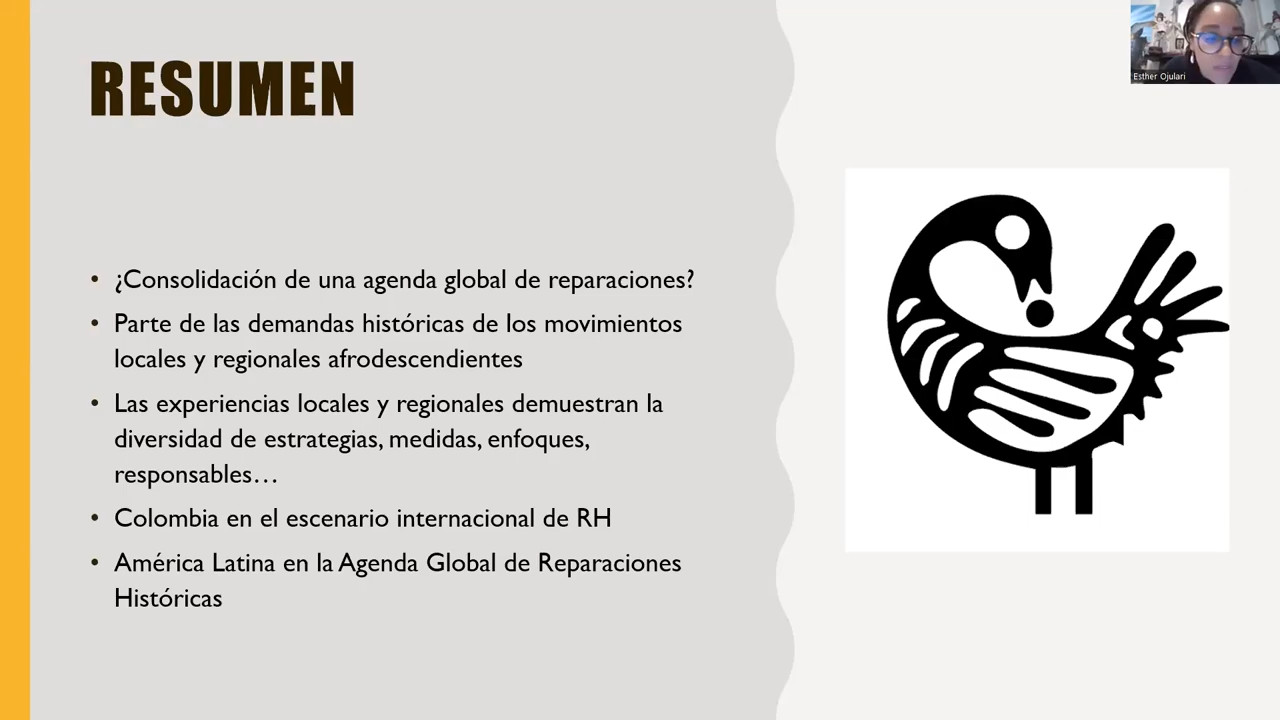 RESUMEN
Esther Ojulari
• ¿Consolidación de una agenda global de reparaciones?
• Parte de las demandas históricas de los movimientos
locales y regionales afrodescendientes
• Las experiencias locales y regionales demuestran la
diversidad de estrategias, medidas, enfoques,
responsables…
• Colombia en el escenario internacional de RH
• América Latina en la Agenda Global de Reparaciones
Históricas